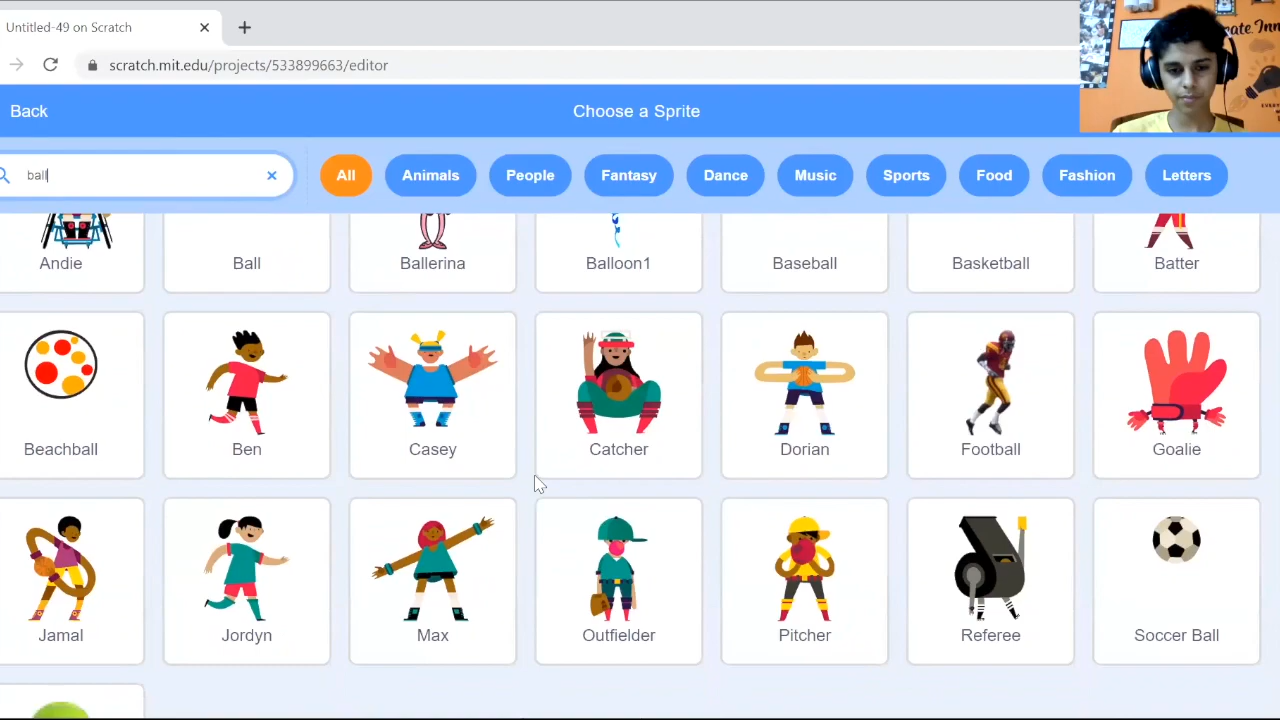 Untitled-49 on Scratch
scratch.mit.edu/projects/533899663/editor
Back
Choose a Sprite
ball
All
Animals
People
Fantasy
Dance
Music
Sports
Food
Fashion
Letters
Andie
Ball
Ballerina
Balloon1
Baseball
Basketball
Batter
Beachball
Ben
Casey
Catcher
Dorian
Football
Goalie
Jamal
Jordyn
Max
Outfielder
Pitcher
Referee
Soccer Ball